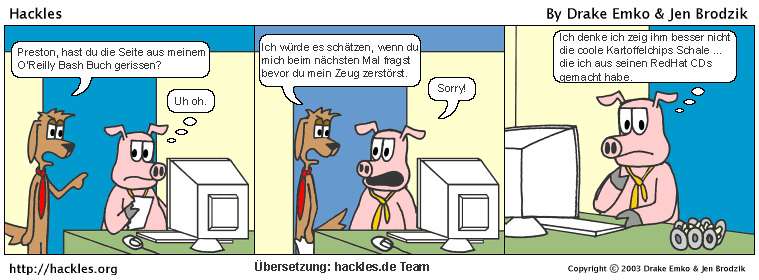 Hackles
By Drake Emko & Jen Brodzik
Preston, hast du die Seite aus meinem
O'Reilly Bash Buch gerissen?
Uh oh.
Ich würde es schätzen, wenn du
mich beim nächsten Mal fragst
bevor du mein Zeug zerstörst.
Sorry!
Ich denke ich zeig ihm besser nicht
die coole Kartoffelchips Schale ...
die ich aus seinen RedHat CDs
gemacht habe.
http://hackles.org
Übersetzung: hackles.de Team
Copyright © 2003 Drake Emko & Jen Brodzik